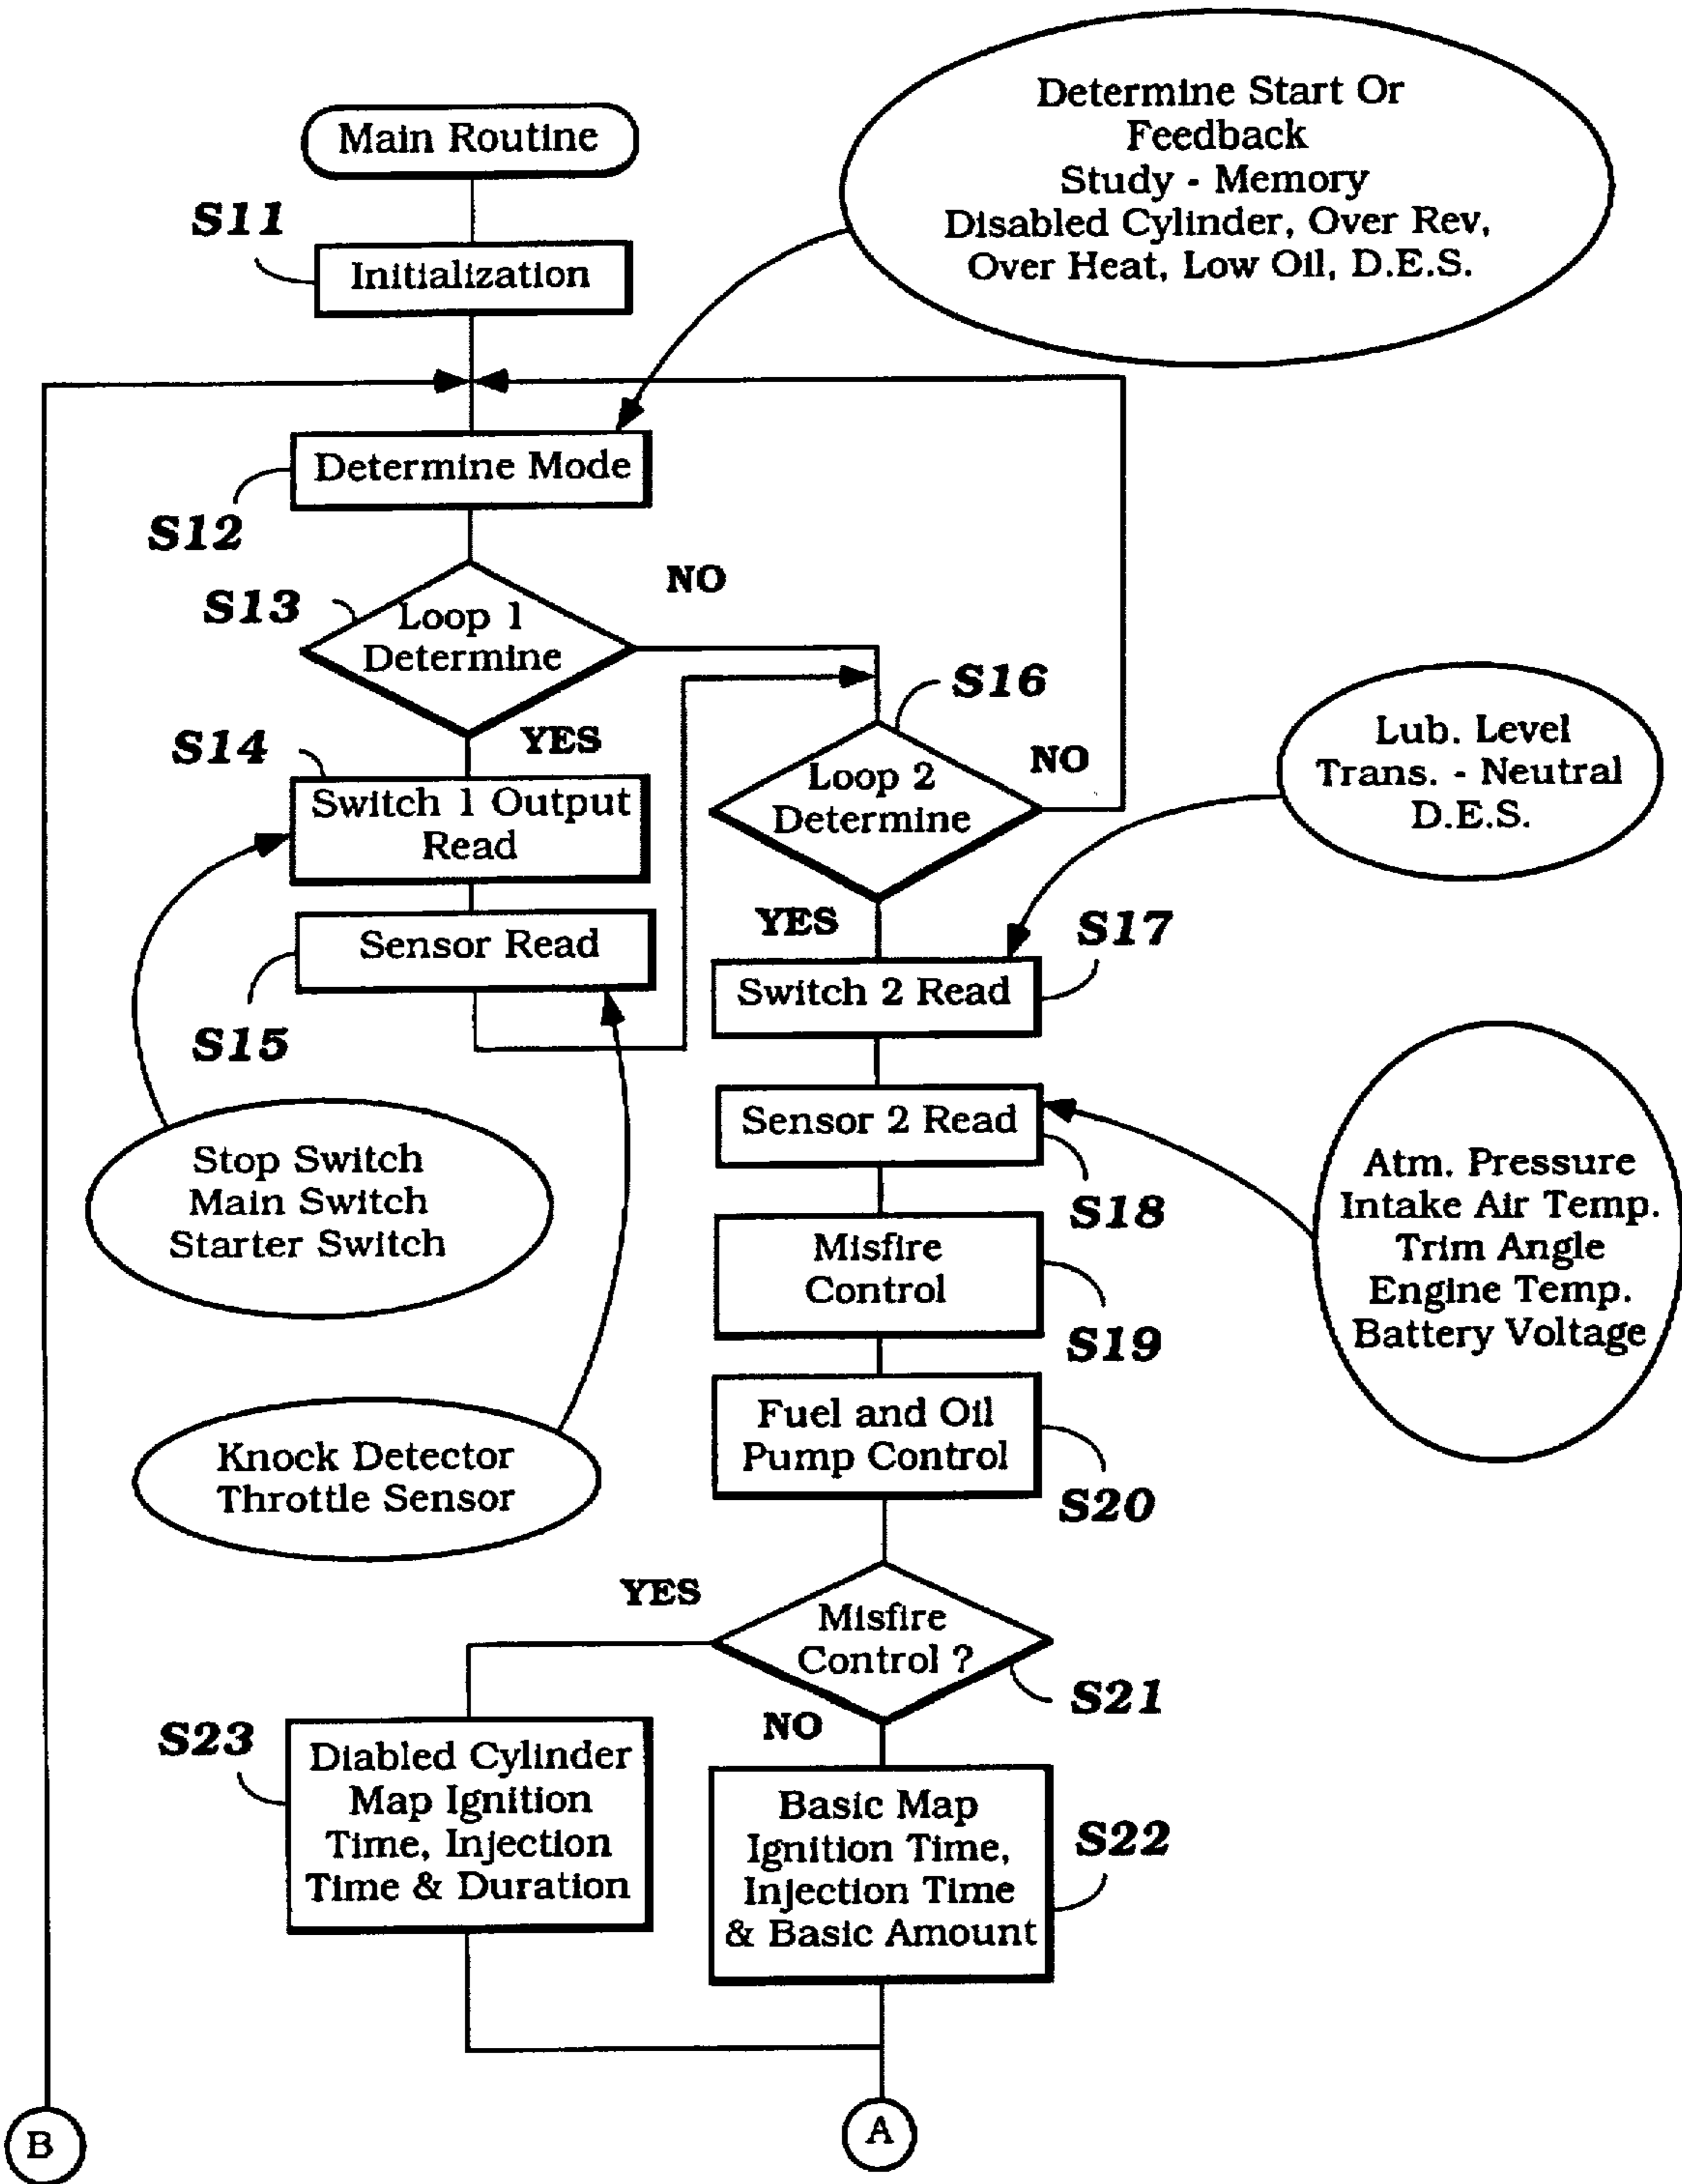 Main Routine
S11
Initialization
Determine Start Or
Feedback
Study - Memory
Disabled Cylinder, Over Rev,
Over Heat, Low Oil, D.E.S.
Determine Mode
S12
S13
Loop 1
Determine
NO
YES
S14
Switch 1 Output
Read
Sensor Read
S15
Stop Switch
Main Switch
Starter Switch
Knock Detector
Throttle Sensor
S16
Loop 2
Determine
NO
YES
Lub. Level
Trans. - Neutral
D.E.S.
S17
Switch 2 Read
Sensor 2 Read
S18
Atm. Pressure
Intake Air Temp.
Trim Angle
Engine Temp.
Battery Voltage
Misfire
Control
S19
Fuel and Oil
Pump Control
S20
YES
Misfire
Control ?
S21
NO
S23
Diabled Cylinder
Map Ignition
Time, Injection
Time & Duration
Basic Map
Ignition Time,
Injection Time
& Basic Amount
S22
B
A